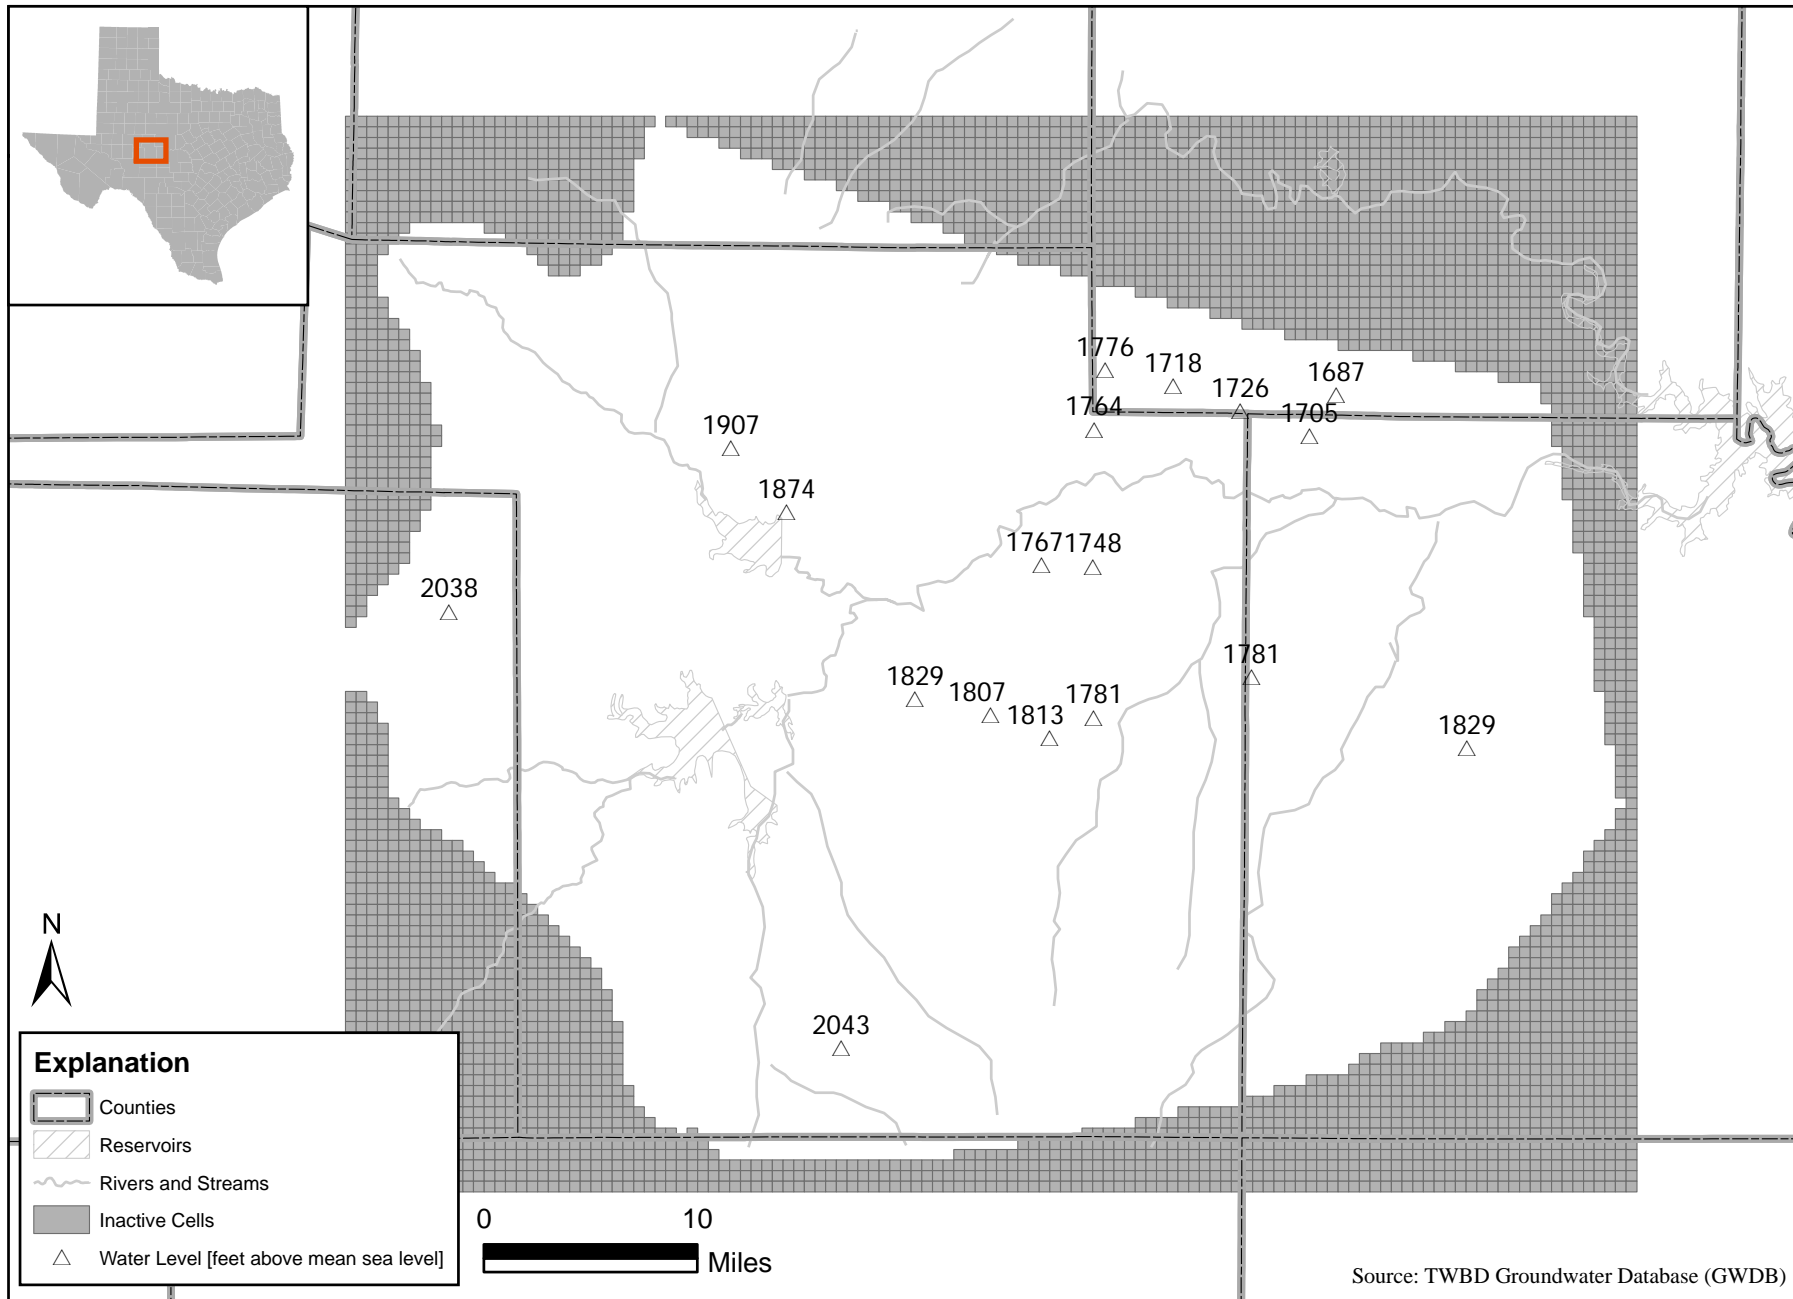 1776
1718
1687
1726
1764
1705
1907
1874
1767
1748
2038
1781
1829
1807
1781
1813
1829
2043
N
Explanation
Counties
Reservoirs
Rivers and Streams
Inactive Cells
Water Level [feet above mean sea level]
0 10
Miles
Source: TWBD Groundwater Database (GWDB)